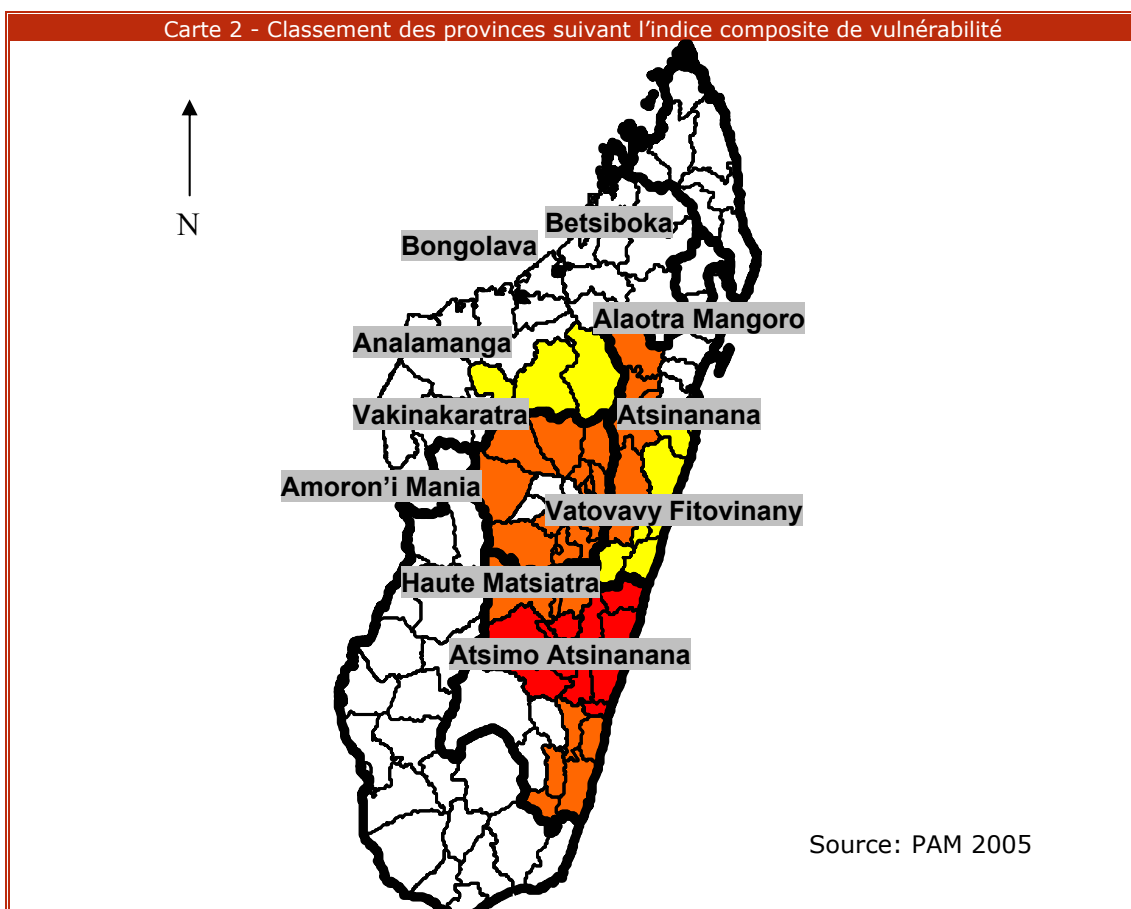 Carte 2 - Classement des provinces suivant l’indice composite de vulnérabilité
N
Betsiboka
Bongolava
Alaotra Mangoro
Analamanga
Vakinakaratra
Atsinanana
Amoron’i Mania
Vatovavy Fitovinany
Haute Matsiatra
Atsimo Atsinanana
Source: PAM 2005